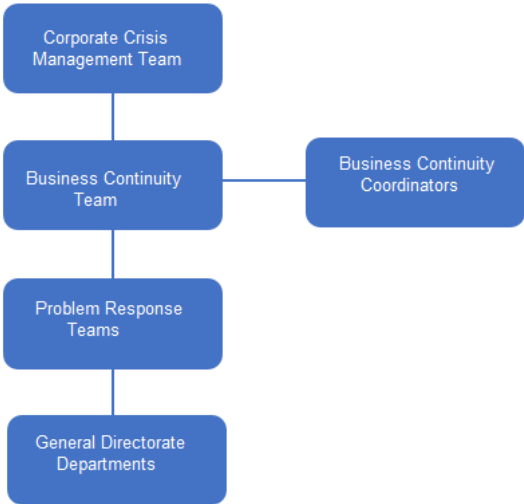 Corporate Crisis
Management Team
Business Continuity
Team
Business Continuity
Coordinators
Problem Response
Teams
General Directorate
Departments